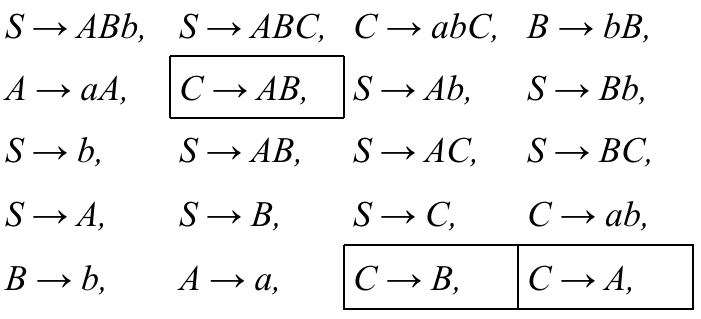 S → ABb, S → ABC, C → abC, B → bB,
A → aA, C → AB, S → Ab, S → Bb,
S → b, S → AB, S → AC, S → BC,
S → A, S → B, S → C, C → ab,
B → b, A → a, C → B, C → A,